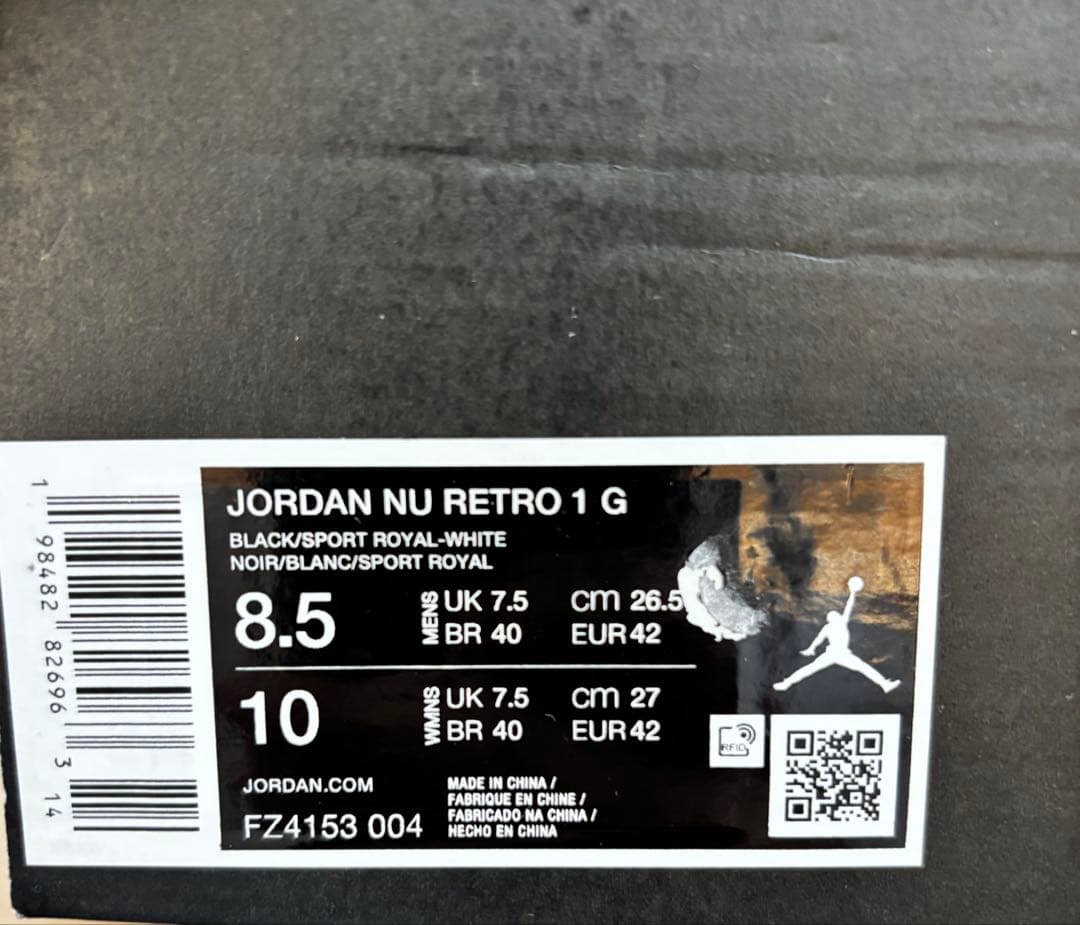 1 98482 82696 3 14
JORDAN NU RETRO 1 G
BLACK/SPORT ROYAL-WHITE
NOIR/BLANC/SPORT ROYAL
8.5 MENS UK 7.5 cm 26.5
BR 40 EUR 42
10 WMNS UK 7.5 cm 27
BR 40 EUR 42
RFID
JORDAN.COM
FZ4153 004
MADE IN CHINA /
FABRIQUE EN CHINE /
FABRICADO NA CHINA /
HECHO EN CHINA